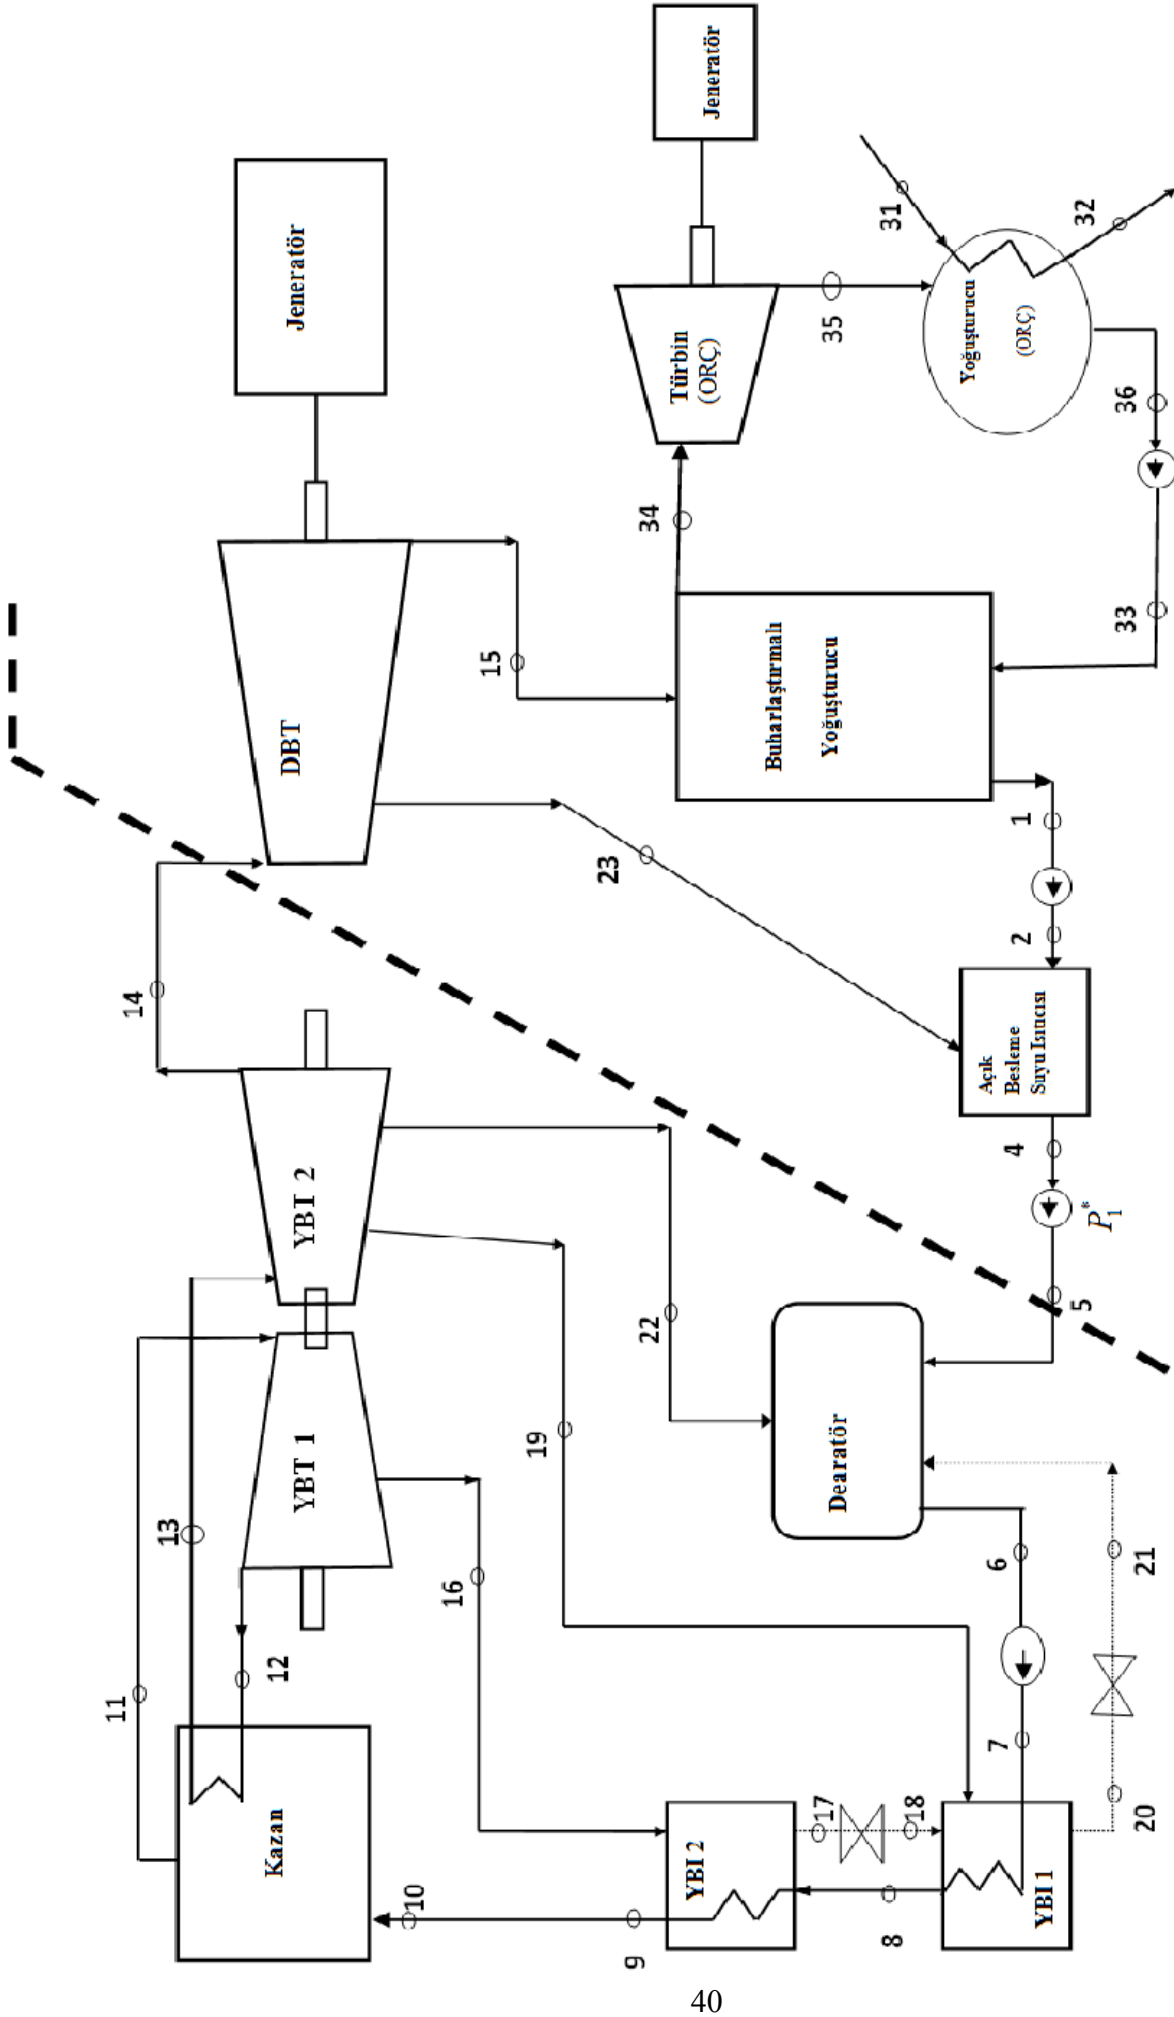 Jeneratör
Jeneratör
31
32
Türbin
(ORÇ)
35
Yoğuşturucu
(ORÇ)
36
34
33
DBT
15
Buharlaştırmalı
Yoğuşturucu
1
23
2
14
Açık
Besleme
Suyu Isıtıcısı
4
P₁*
5
YBT 2
22
YBT 1
19
Dearatör
13
16
6
21
12
11
7
Kazan
17
18
20
10
YBI 2
YBI 1
9
8
40